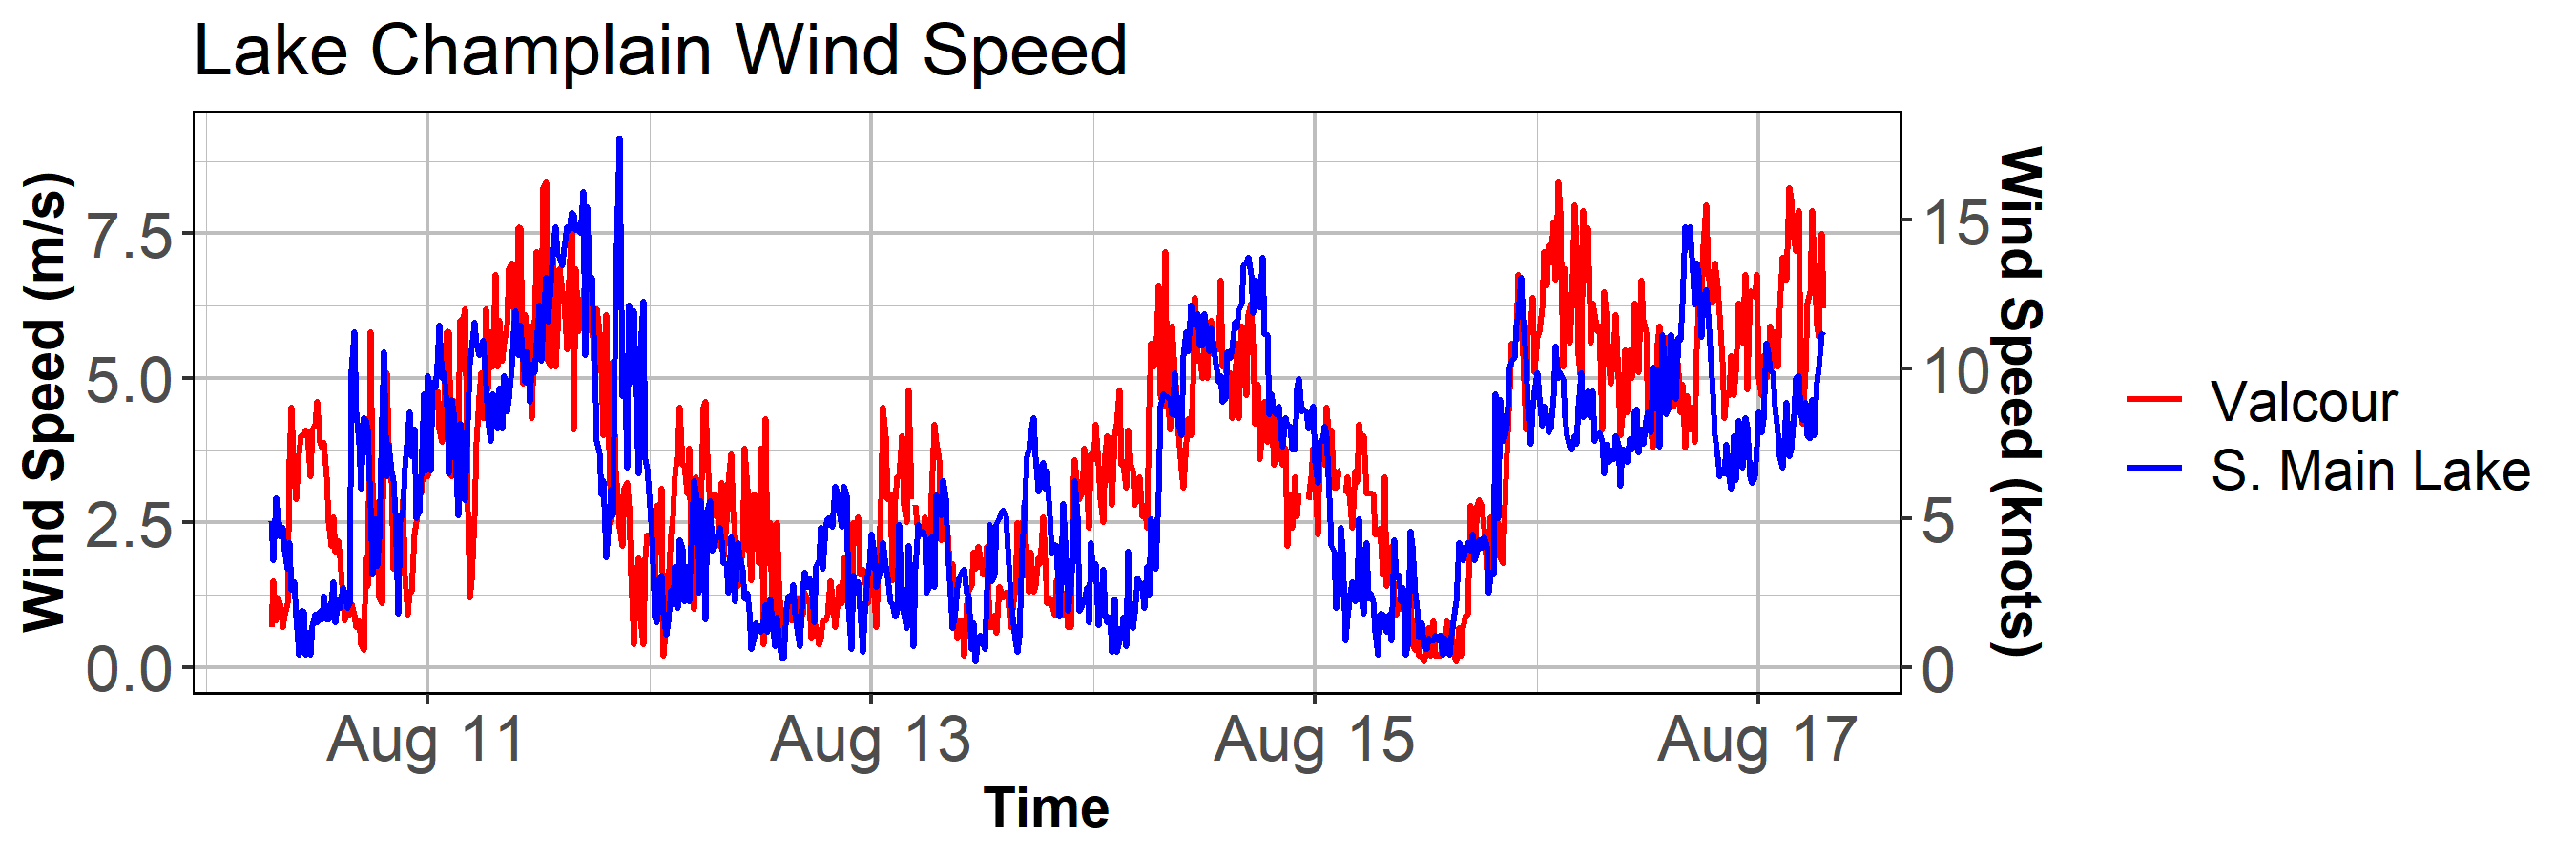 Lake Champlain Wind Speed
Wind Speed (m/s)
7.5
5.0
2.5
0.0
Aug 11
Aug 13
Aug 15
Aug 17
Time
15
10
5
0
Wind Speed (knots)
Valcour
S. Main Lake